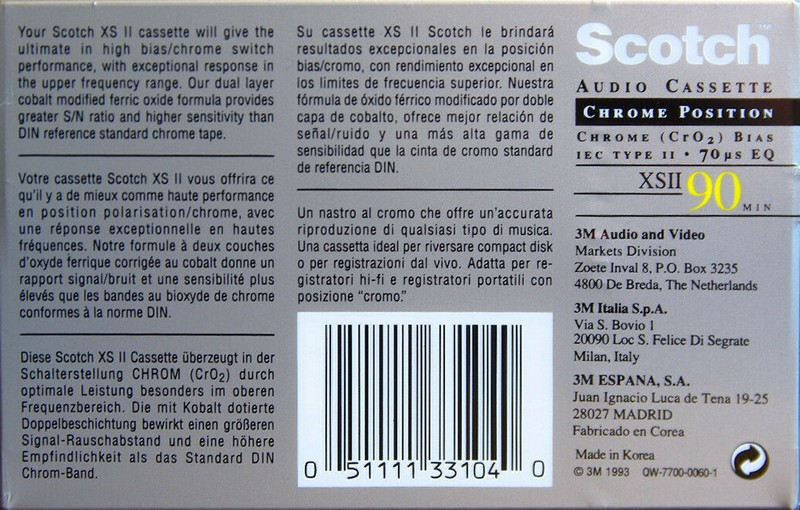 Your Scotch XS II cassette will give the
ultimate in high bias/chrome switch
performance, with exceptional response in
the upper frequency range. Our dual layer
cobalt modified ferric oxide formula provides
greater S/N ratio and higher sensitivity than
DIN reference standard chrome tape.
Votre cassette Scotch XS II vous offrira ce
qu'il y a de mieux comme haute performance
en position polarisation/chrome, avec
une réponse exceptionnelle en hautes
fréquences. Notre formule à deux couches
d'oxyde ferrique corrigée au cobalt donne un
rapport signal/bruit et une sensibilité plus
élevés que les bandes au bioxyde de chrome
conformes à la norme DIN.
Diese Scotch XS II Cassette überzeugt in der
Schalterstellung CHROM (CrO2) durch
optimale Leistung besonders im oberen
Frequenzbereich. Die mit Kobalt dotierte
Doppelbeschichtung bewirkt einen größeren
Signal-Rauschabstand und eine höhere
Empfindlichkeit als das Standard DIN
Chrom-Band.
Su cassette XS II Scotch le brindará
resultados excepcionales en la posición
bias/cromo, con rendimiento excepcional en
los limites de frecuencia superior. Nuestra
fórmula de óxido férrico modificado por doble
capa de cobalto, ofrece mejor relación de
señal/ruido y una más alta gama de
sensibilidad que la cinta de cromo standard
de referencia DIN.
Un nastro al cromo che offre un'accurata
riproduzione di qualsiasi tipo di musica.
Una cassetta ideal per riversare compact disk
o per registrazioni dal vivo. Adatta per re-
gistratori hi-fi e registratori portatili con
posizione "cromo."
0 51111 33104 0
Scotch™
AUDIO CASSETTE
CHROME POSITION
CHROME (CrO2) BIAS
IEC TYPE II • 70µs EQ
XSII 90 MIN
3M Audio and Video
Markets Division
Zoete Inval 8, P.O. Box 3235
4800 De Breda, The Netherlands
3M Italia S.p.A.
Via S. Bovio 1
20090 Loc S. Felice Di Segrate
Milan, Italy
3M ESPANA, S.A.
Juan Ignacio Luca de Tena 19-25
28027 MADRID
Fabricado en Corea
Made in Korea
© 3M 1993 QW-7700-0060-1